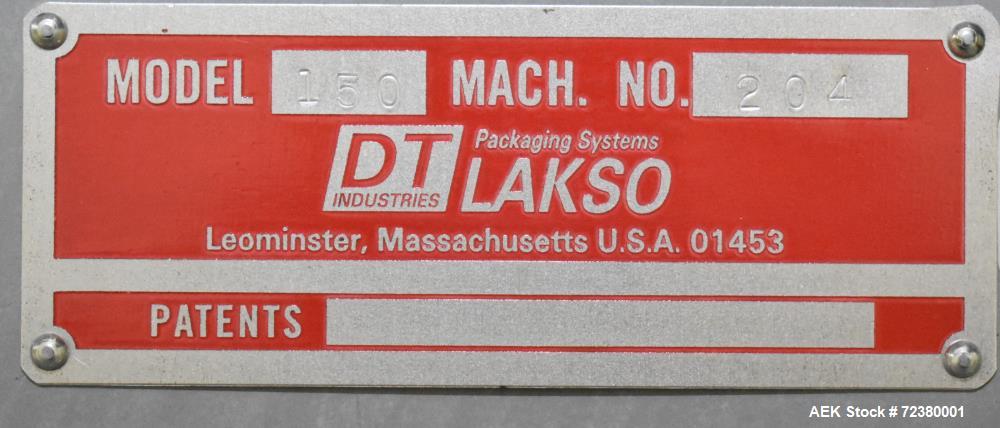 MODEL 150 MACH. NO. 204
DT INDUSTRIES Packaging Systems
LAKSO
Leominster, Massachusetts U.S.A. 01453
PATENTS
AEK Stock # 72380001